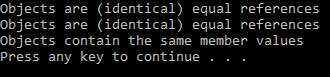 Objects are (identical) equal references
Objects are (identical) equal references
Objects contain the same member values
Press any key to continue . . .